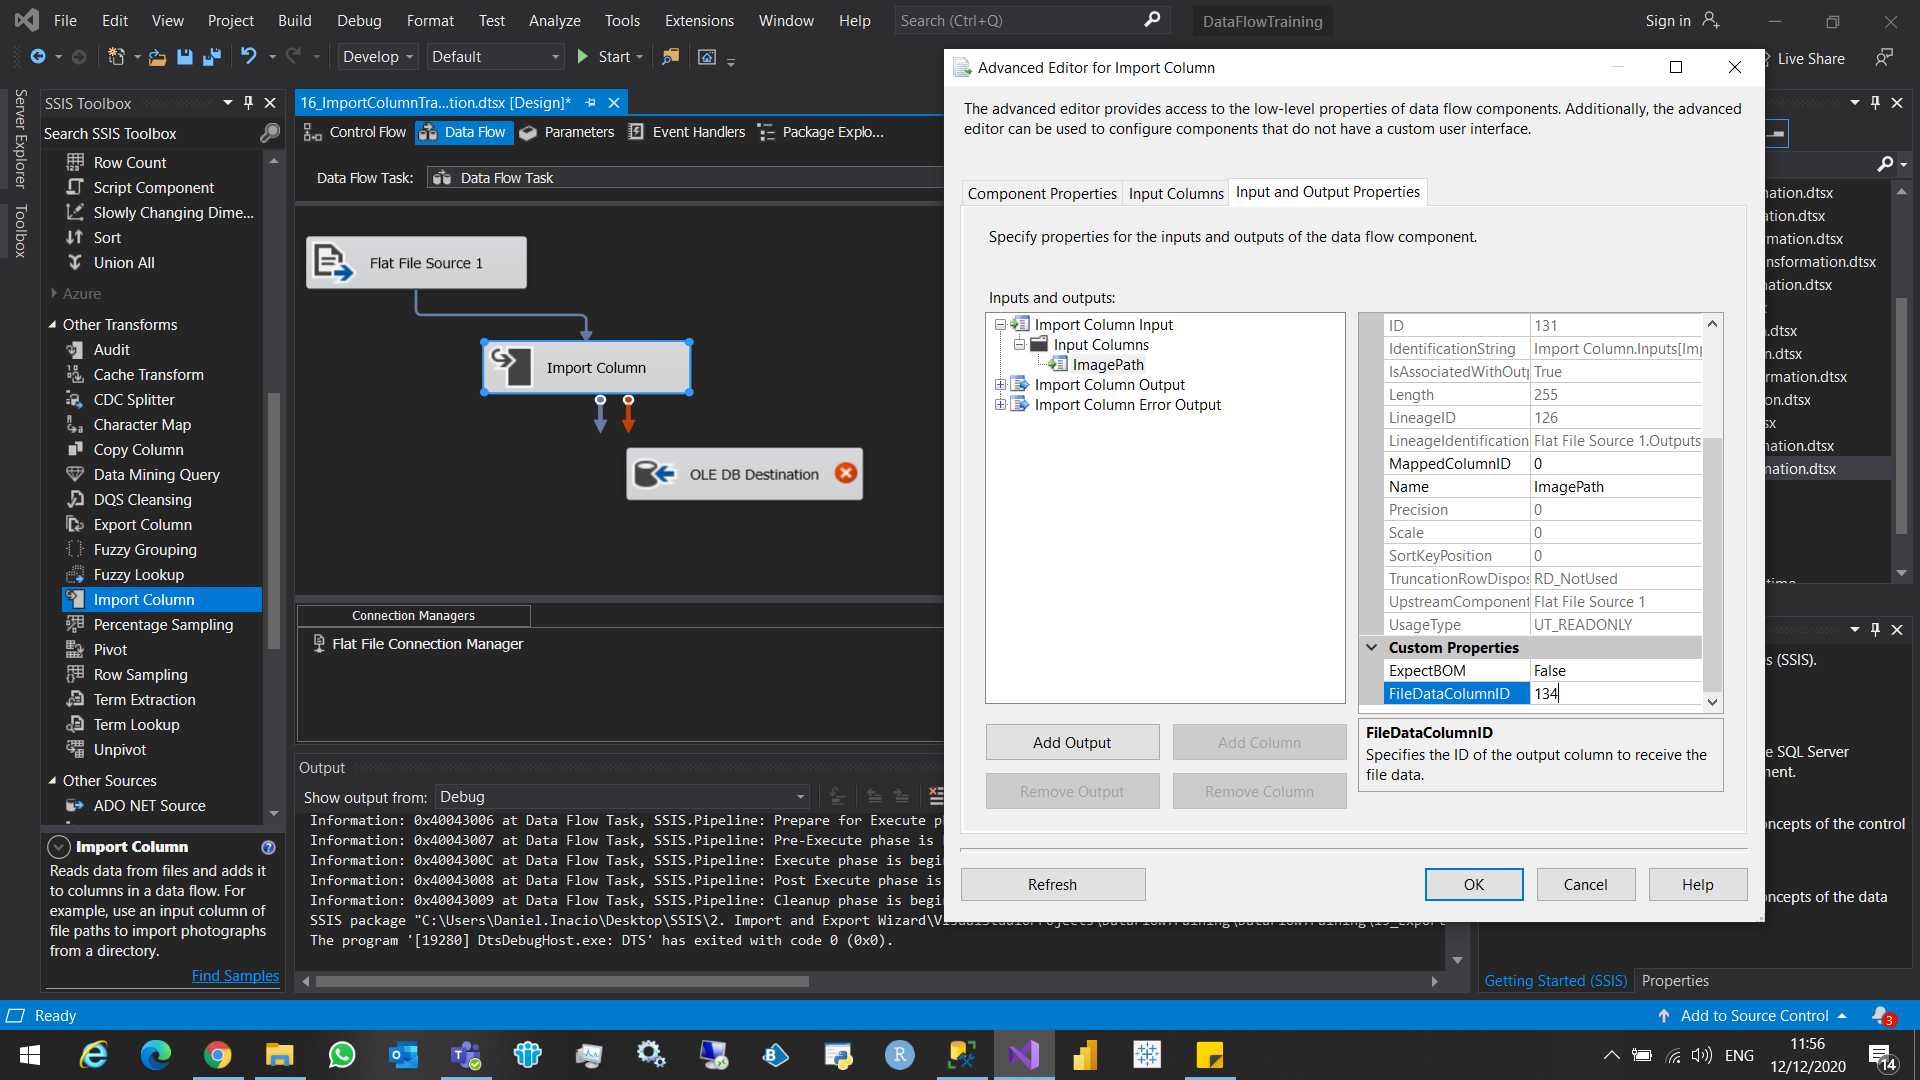 File Edit View Project Build Debug Format Test Analyze Tools Extensions Window Help Search (Ctrl+Q) DataFlowTraining Sign in
Develop Default Start Live Share
Server Explorer
Toolbox
SSIS Toolbox
Search SSIS Toolbox
Row Count
Script Component
Slowly Changing Dime...
Sort
Union All
Azure
Other Transforms
Audit
Cache Transform
CDC Splitter
Character Map
Copy Column
Data Mining Query
DQS Cleansing
Export Column
Fuzzy Grouping
Fuzzy Lookup
Import Column
Percentage Sampling
Pivot
Row Sampling
Term Extraction
Term Lookup
Unpivot
Other Sources
ADO NET Source
Import Column
Reads data from files and adds it
to columns in a data flow. For
example, use an input column of
file paths to import photographs
from a directory.
Find Samples
16_ImportColumnTra...tion.dtsx [Design]*
Control Flow Data Flow Parameters Event Handlers Package Explo...
Data Flow Task: Data Flow Task
Flat File Source 1
Import Column
OLE DB Destination
Connection Managers
Flat File Connection Manager
Output
Show output from: Debug
Information: 0x40043006 at Data Flow Task, SSIS.Pipeline: Prepare for Execute p
Information: 0x40043007 at Data Flow Task, SSIS.Pipeline: Pre-Execute phase is
Information: 0x4004300C at Data Flow Task, SSIS.Pipeline: Execute phase is begi
Information: 0x40043008 at Data Flow Task, SSIS.Pipeline: Post Execute phase is
Information: 0x40043009 at Data Flow Task, SSIS.Pipeline: Cleanup phase is begi
SSIS package "C:\Users\Daniel.Inacio\Desktop\SSIS\2. Import and Export Wizard\VisualStudioProjects\DataFlowTraining\DataFlowTraining\15_Expor
The program '[19280] DtsDebugHost.exe: DTS' has exited with code 0 (0x0).
Advanced Editor for Import Column
The advanced editor provides access to the low-level properties of data flow components. Additionally, the advanced
editor can be used to configure components that do not have a custom user interface.
Component Properties Input Columns Input and Output Properties
Specify properties for the inputs and outputs of the data flow component.
Inputs and outputs:
Import Column Input
Input Columns
ImagePath
Import Column Output
Import Column Error Output
ID 131
IdentificationString Import Column.Inputs[Imp
IsAssociatedWithOutp True
Length 255
LineageID 126
LineageIdentification Flat File Source 1.Outputs
MappedColumnID 0
Name ImagePath
Precision 0
Scale 0
SortKeyPosition 0
TruncationRowDispos RD_NotUsed
UpstreamComponent Flat File Source 1
UsageType UT_READONLY
Custom Properties
ExpectBOM False
FileDataColumnID 134
FileDataColumnID
Specifies the ID of the output column to receive the
file data.
Add Output Add Column
Remove Output Remove Column
Refresh OK Cancel Help
mation.dtsx
ation.dtsx
mation.dtsx
nsformation.dtsx
mation.dtsx
.dtsx
n.dtsx
rmation.dtsx
on.dtsx
sx
mation.dtsx
mation.dtsx
s (SSIS).
e SQL Server
nent.
oncepts of the control
oncepts of the data
Getting Started (SSIS) Properties
Ready Add to Source Control 3
ENG 11:56
12/12/2020 14